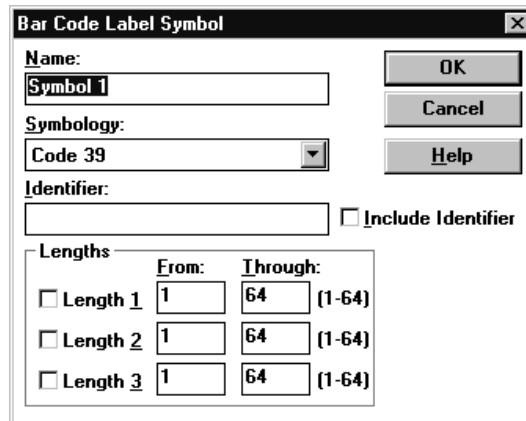 Bar Code Label Symbol
Name:
Symbol 1
OK
Cancel
Symbology:
Code 39
Help
Identifier:
Include Identifier
Lengths
From: Through:
Length 1 1 64 (1-64)
Length 2 1 64 (1-64)
Length 3 1 64 (1-64)